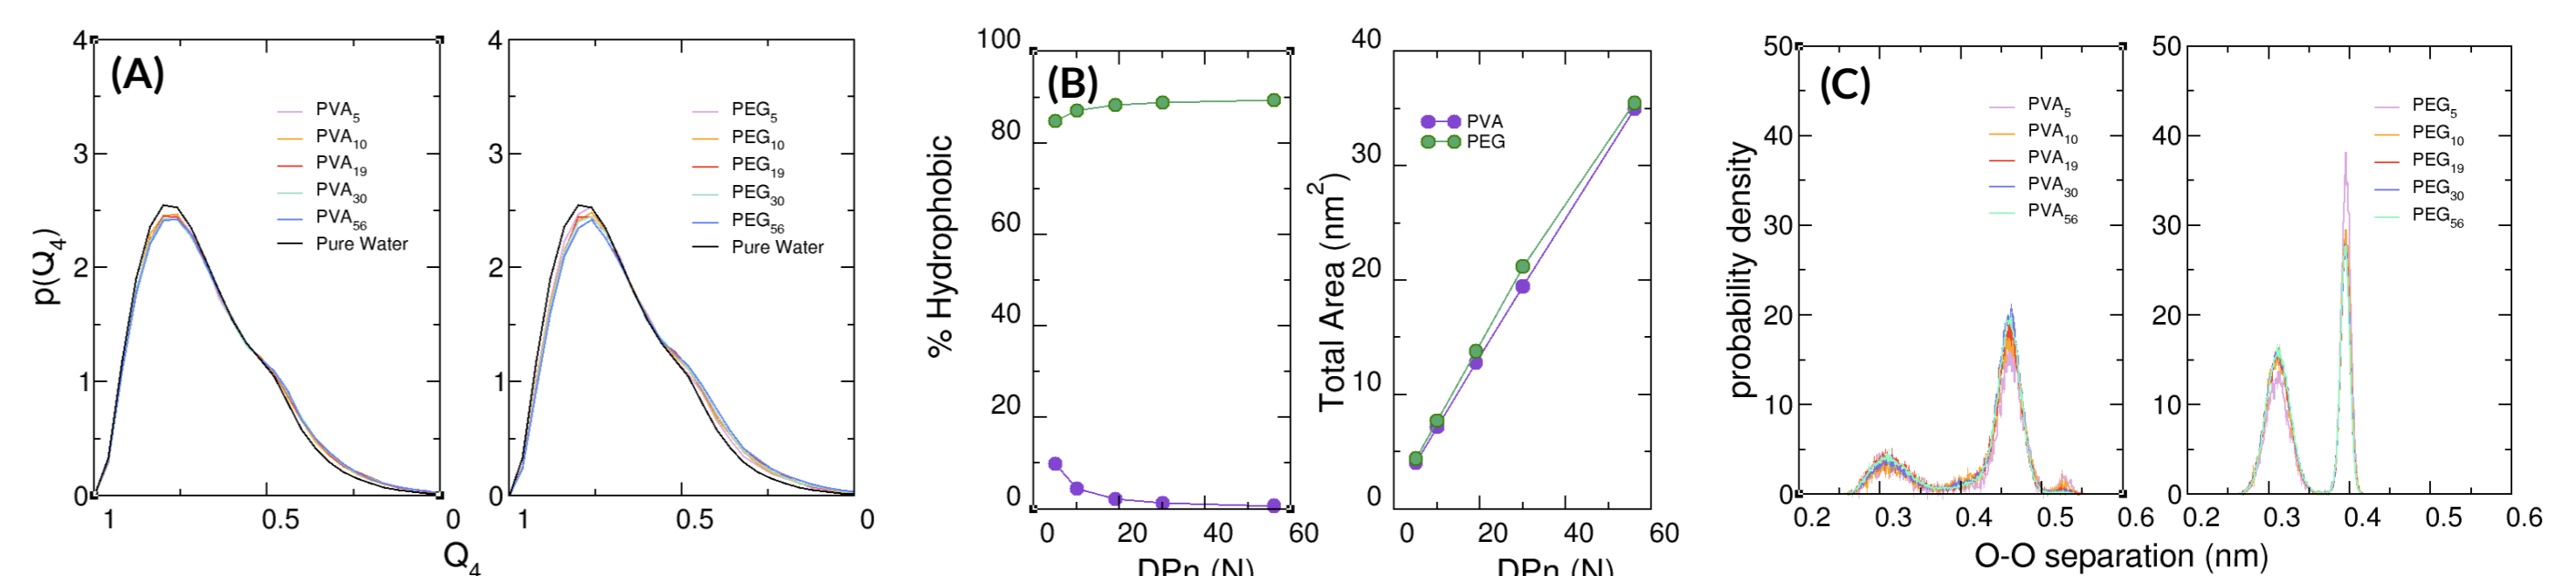 (A)
p(Q4)
4
3
2
1
0
PVA5
PVA10
PVA19
PVA30
PVA56
Pure Water
1
0.5
0
4
3
2
1
0
PEG5
PEG10
PEG19
PEG30
PEG56
Pure Water
1
0.5
0
Q4
(B)
% Hydrophobic
100
80
60
40
20
0
0
20
40
60
DPn (N)
Total Area (nm2)
40
30
20
10
0
PVA
PEG
0
20
40
60
DPn (N)
(C)
probability density
50
40
30
20
10
0
PVA5
PVA10
PVA19
PVA30
PVA56
0.2
0.3
0.4
0.5
0.6
50
40
30
20
10
0
PEG5
PEG10
PEG19
PEG30
PEG56
0.2
0.3
0.4
0.5
0.6
O-O separation (nm)